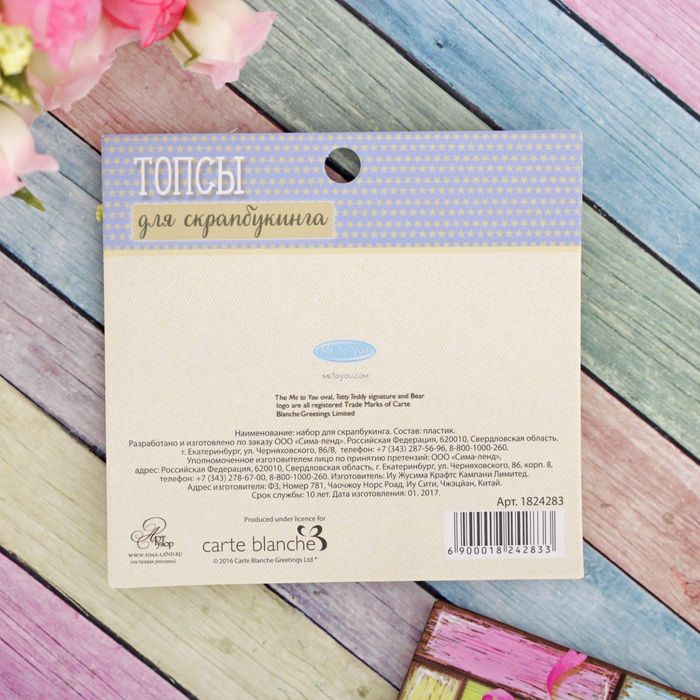 ТОПСЫ
для скрапбукинга
Me to You
METOYOU.COM
The Me to You oval, Tatty Teddy signature and Bear
logo are all registered Trade Marks of Carte
Blanche Greetings Limited
Наименование: набор для скрапбукинга. Состав: пластик.
Разработано и изготовлено по заказу ООО «Сима-ленд». Российская Федерация, 620010, Свердловская область,
г. Екатеринбург, ул. Черняховского, 86/8, телефон: +7 (343) 287-56-96, 8-800-1000-260.
Уполномоченное изготовителем лицо по принятию претензий: ООО «Сима-ленд»,
адрес: Российская Федерация, 620010, Свердловская область, г. Екатеринбург, ул. Черняховского, 86, корп. 8,
телефон: +7 (343) 278-67-00, 8-800-1000-260. Изготовитель: Иу Жусима Крафтс Кампани Лимитед.
Адрес изготовителя: Ф3, Номер 781, Чаочжоу Норс Роад, Иу Сити, Чжэцзян, Китай.
Срок службы: 10 лет. Дата изготовления: 01. 2017.
Арт. 1824283
Арт
Узор
WWW.SIMA-LAND.RU
(на правах рекламы)
Produced under licence for
carte blanche
© 2016 Carte Blanche Greetings Ltd ®
6 900018 242833